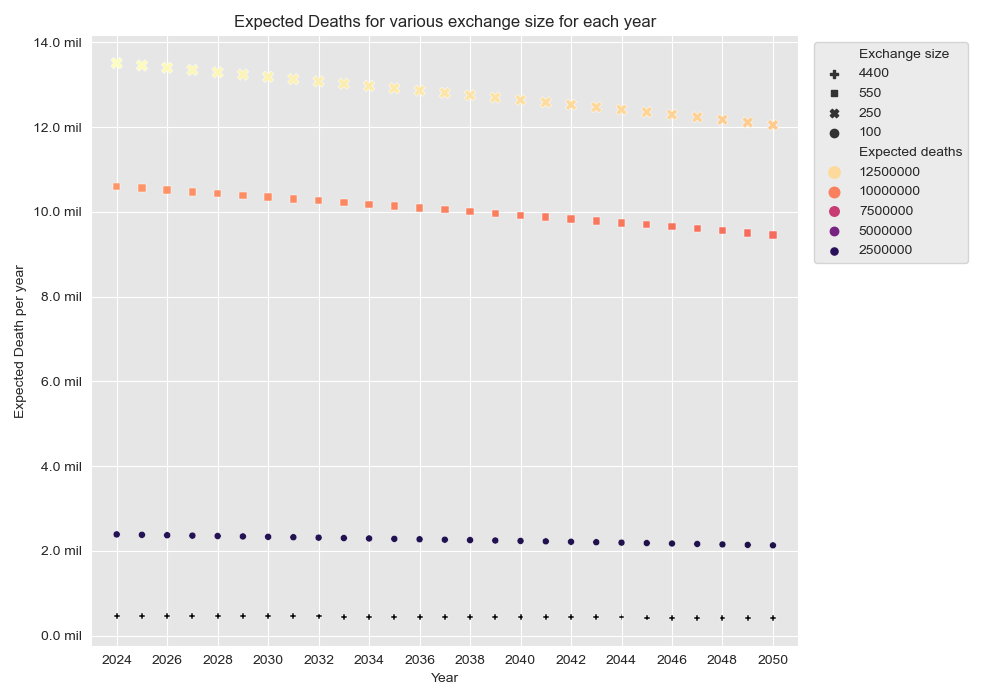 Expected Deaths for various exchange size for each year
14.0 mil
12.0 mil
10.0 mil
8.0 mil
6.0 mil
4.0 mil
2.0 mil
0.0 mil
Expected Death per year
2024 2026 2028 2030 2032 2034 2036 2038 2040 2042 2044 2046 2048 2050
Year
Exchange size
4400
550
250
100
Expected deaths
12500000
10000000
7500000
5000000
2500000